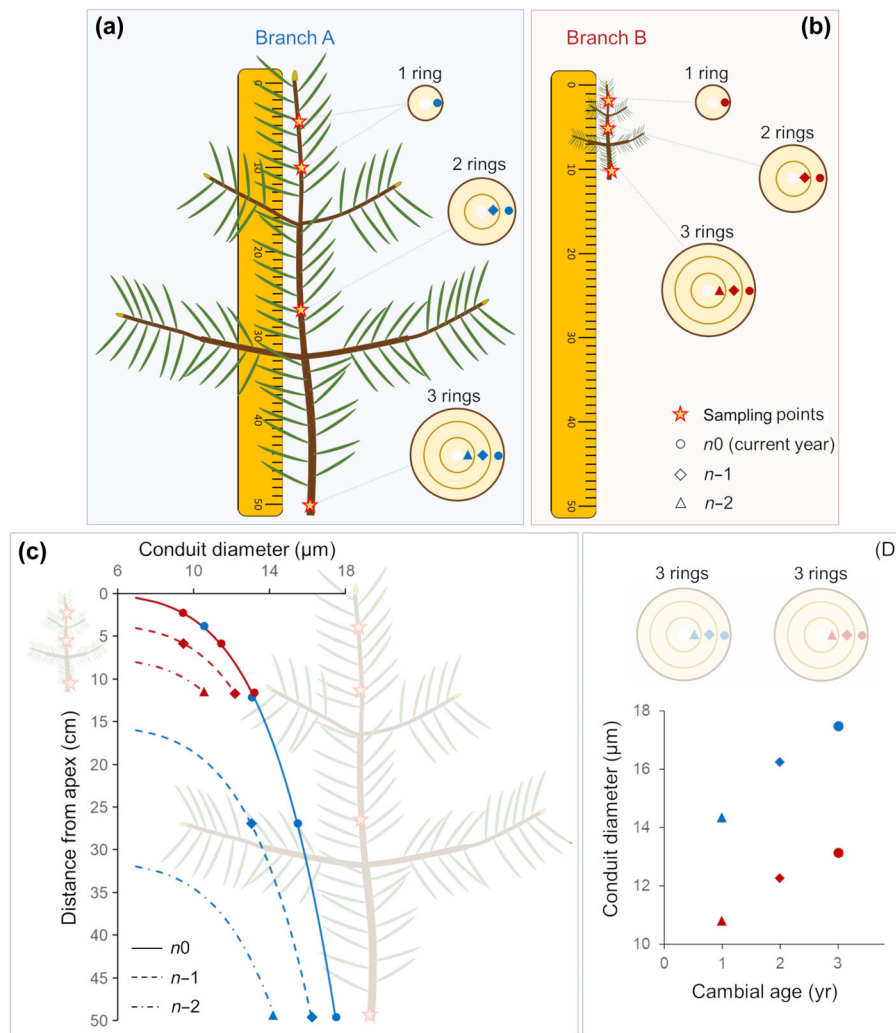 (a)
Branch A
1 ring
2 rings
3 rings
0
10
20
30
40
50
Branch B
(b)
1 ring
2 rings
3 rings
0
10
20
30
40
50
Sampling points
n0 (current year)
n−1
n−2
(c)
Conduit diameter (µm)
6 10 14 18
Distance from apex (cm)
0
5
10
15
20
25
30
35
40
45
50
n0
n−1
n−2
(D
3 rings 3 rings
Conduit diameter (µm)
18
16
14
12
10
0 1 2 3
Cambial age (yr)